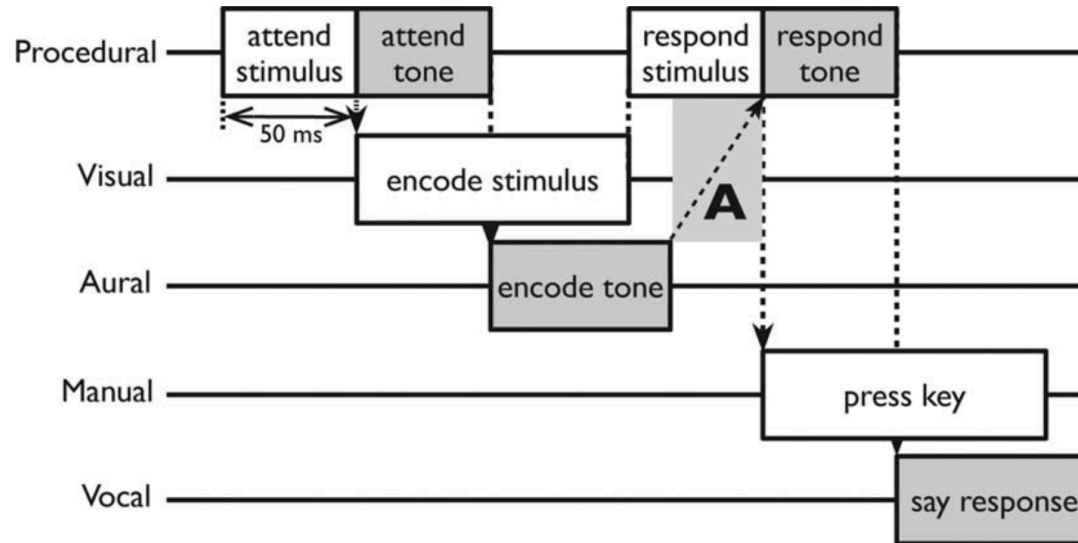 Procedural
attend
stimulus
attend
tone
respond
stimulus
respond
tone
50 ms
Visual
encode stimulus
A
Aural
encode tone
Manual
press key
Vocal
say response